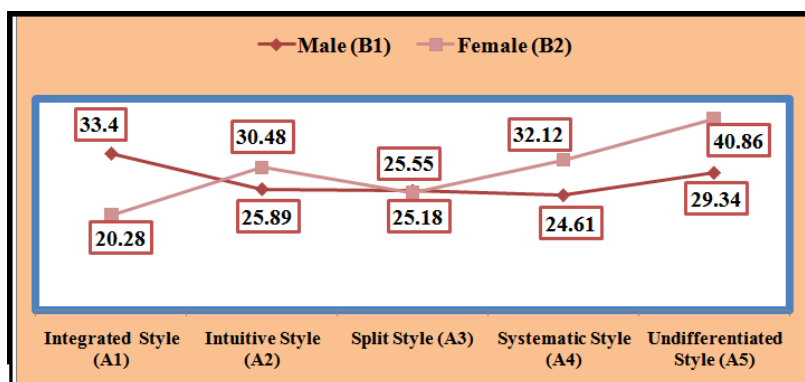 Male (B1) Female (B2)
33.4 30.48 25.55 32.12 40.86
20.28 25.89 25.18 24.61 29.34
Integrated Style Intuitive Style Split Style (A3) Systematic Style Undifferentiated
(A1) (A2) (A4) Style (A5)